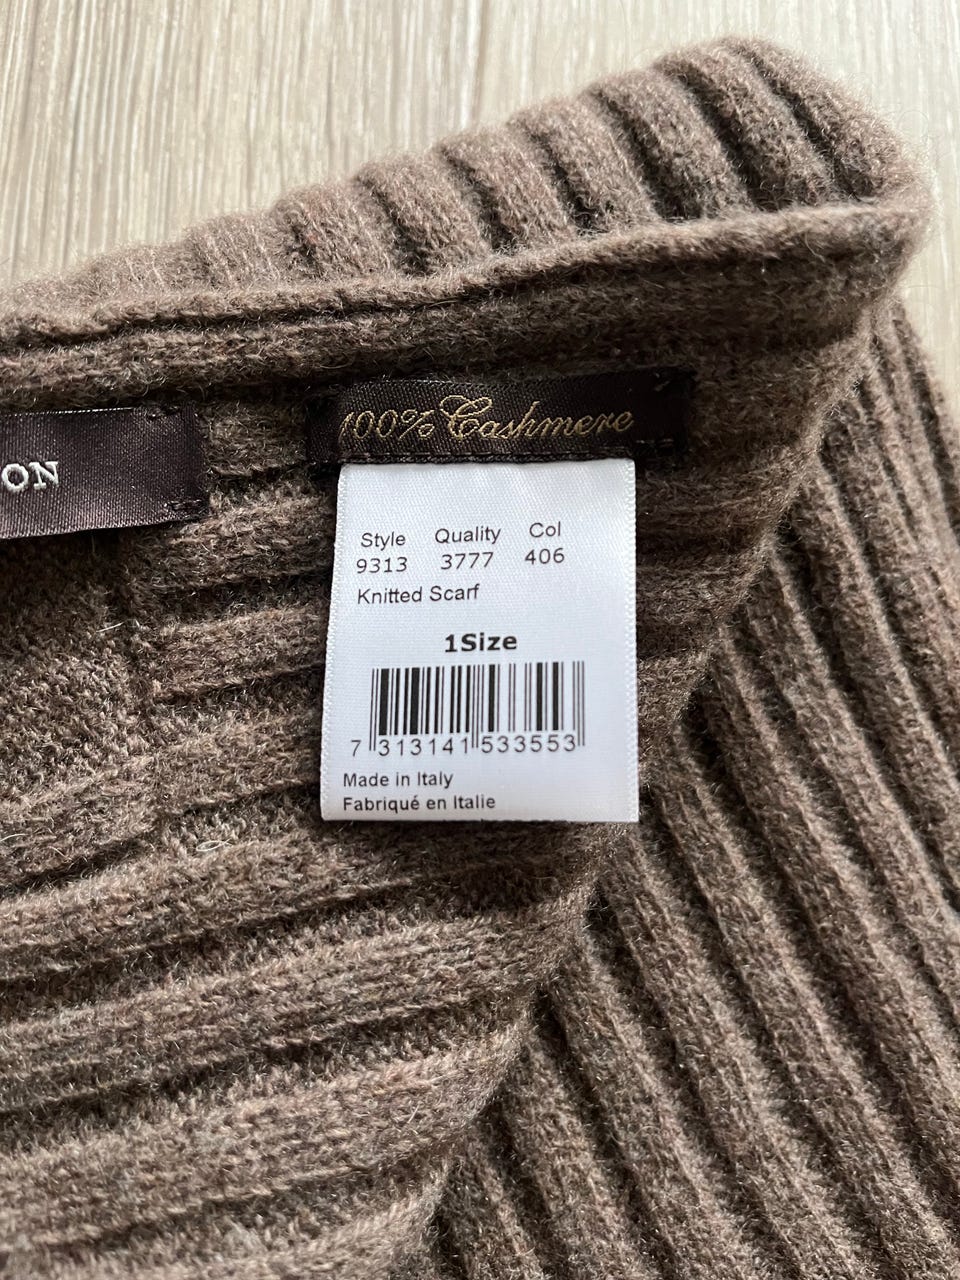 100% Cashmere
ON
Style Quality Col
9313 3777 406
Knitted Scarf
1Size
7 313141 533553
Made in Italy
Fabriqué en Italie